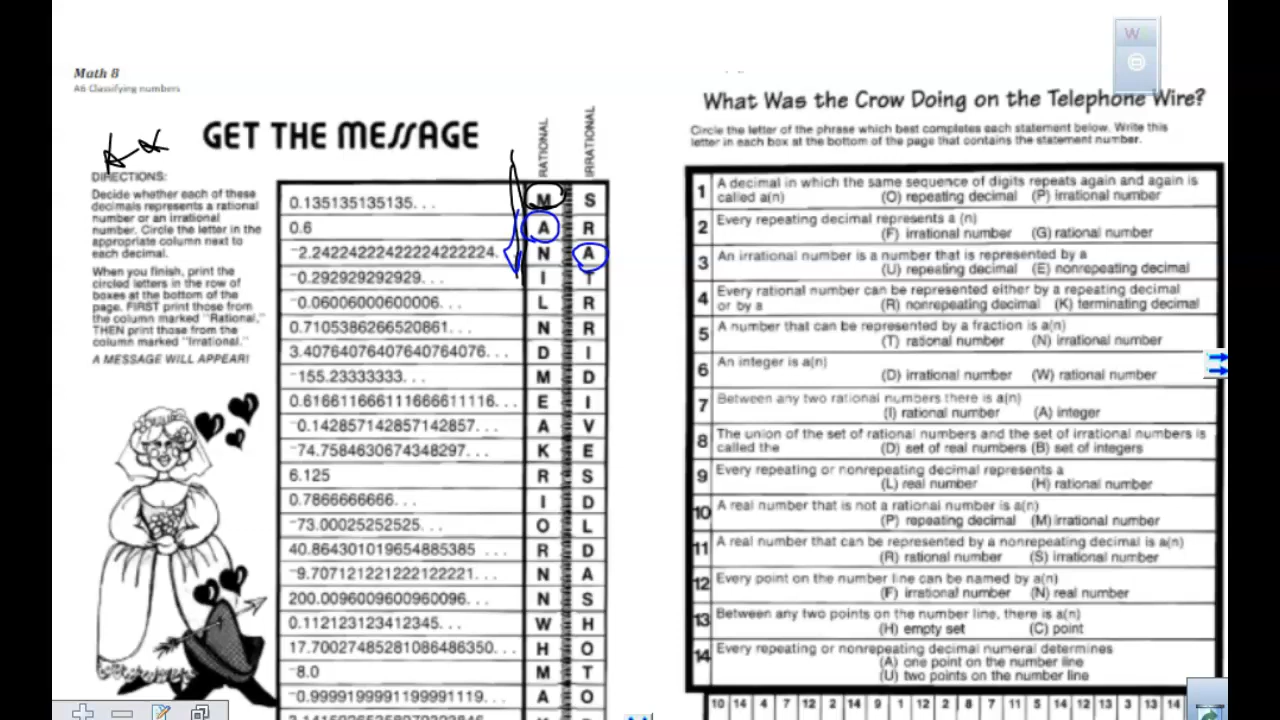 Math 8
A6 Classifying numbers
GET THE MESSAGE
DIRECTIONS:
Decide whether each of these
decimals represents a rational
number or an irrational
number. Circle the letter in the
appropriate column next to
each decimal.
When you finish, print the
circled letters in the row of
boxes at the bottom of the
page. FIRST print those from
the column marked "Rational,"
THEN print those from the
column marked "Irrational."
A MESSAGE WILL APPEAR!
RATIONAL IRRATIONAL
0.135135135135. . . M S
0.6 A R
-2.24224222422224222224. N A
-0.292929292929. . . I T
-0.06006000600006. . . L R
0.7105386266520861. . . N R
3.40764076407640764076. . . D I
-155.23333333. . . M D
0.616611666111666611116. . . E I
-0.142857142857142857. . . A V
-74.7584630674348297. . . K E
6.125 R S
0.7866666666. . . I D
-73.00025252525. . . O L
40.864301019654885385 . . . R D
-9.707121221222122221. . . N A
200.0096009600960096. . . N S
0.112123123412345. . . W H
17.70027485281086486350. . . H O
-8.0 M T
-0.99991999911999911119. . . A O
What Was the Crow Doing on the Telephone Wire?
Circle the letter of the phrase which best completes each statement below. Write this
letter in each box at the bottom of the page that contains the statement number.
1 A decimal in which the same sequence of digits repeats again and again is
called a(n) (O) repeating decimal (P) irrational number
2 Every repeating decimal represents a (n)
(F) irrational number (G) rational number
3 An irrational number is a number that is represented by a
(U) repeating decimal (E) nonrepeating decimal
4 Every rational number can be represented either by a repeating decimal
or by a (R) nonrepeating decimal (K) terminating decimal
5 A number that can be represented by a fraction is a(n)
(T) rational number (N) irrational number
6 An integer is a(n)
(D) irrational number (W) rational number
7 Between any two rational numbers there is a(n)
(I) rational number (A) integer
8 The union of the set of rational numbers and the set of irrational numbers is
called the (D) set of real numbers (B) set of integers
9 Every repeating or nonrepeating decimal represents a
(L) real number (H) rational number
10 A real number that is not a rational number is a(n)
(P) repeating decimal (M) irrational number
11 A real number that can be represented by a nonrepeating decimal is a(n)
(R) rational number (S) irrational number
12 Every point on the number line can be named by a(n)
(F) irrational number (N) real number
13 Between any two points on the number line, there is a(n)
(H) empty set (C) point
14 Every repeating or nonrepeating decimal numeral determines
(A) one point on the number line
(U) two points on the number line
10 14 4 7 12 2 14 9 1 12 2 8 7 4 12 13 3 13 14
W